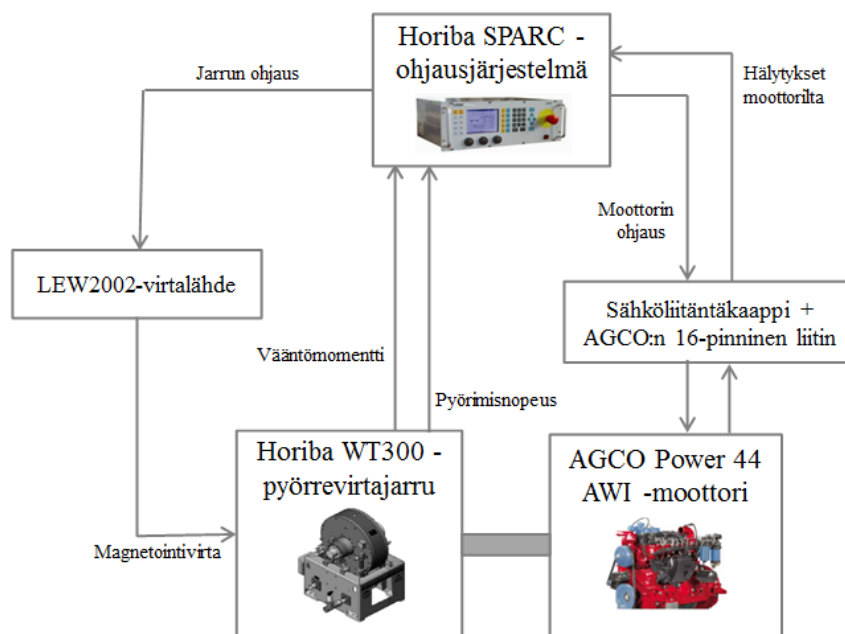 Horiba SPARC -
ohjausjärjestelmä
Jarrun ohjaus
Hälytykset
moottorilta
Moottorin
ohjaus
LEW2002-virtalähde
Sähköliitäntäkaappi +
AGCO:n 16-pinninen liitin
Vääntömomentti
Pyörimisnopeus
Horiba WT300 -
pyörrevirtajarru
AGCO Power 44
AWI -moottori
Magnetointivirta